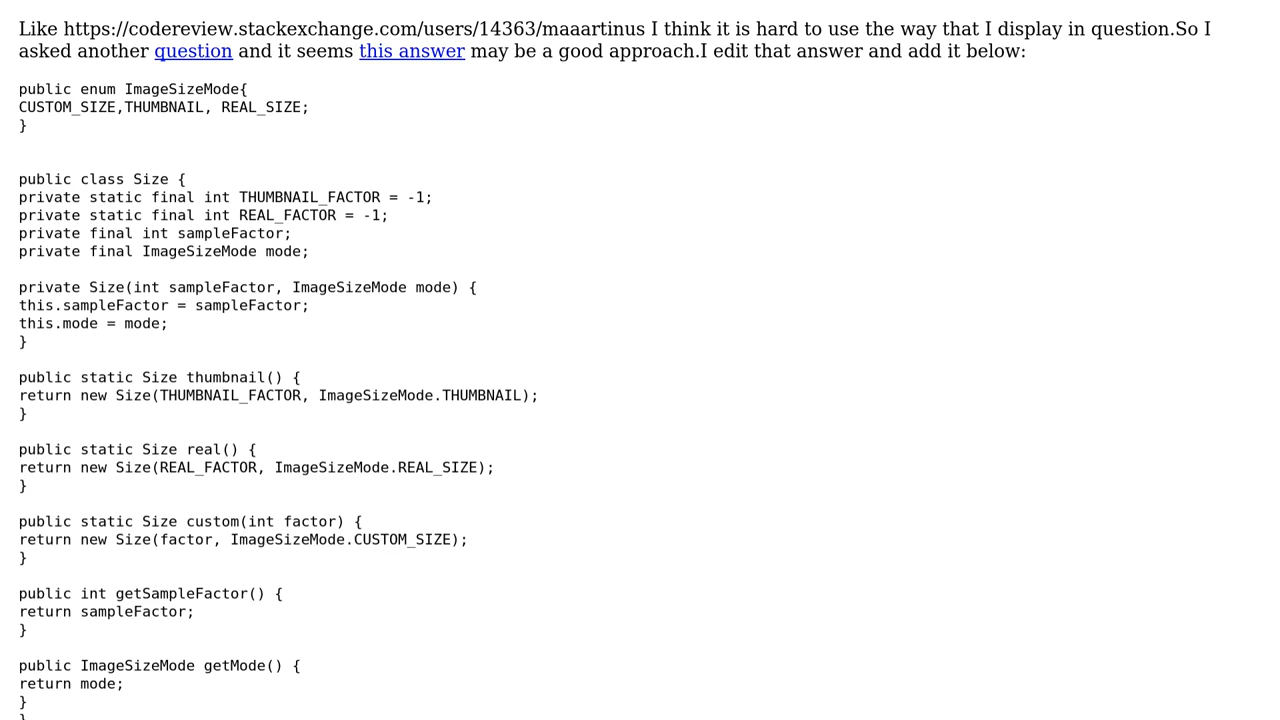 Like https://codereview.stackexchange.com/users/14363/maaartinus I think it is hard to use the way that I display in question.So I
asked another question and it seems this answer may be a good approach.I edit that answer and add it below:
public enum ImageSizeMode{
CUSTOM_SIZE,THUMBNAIL, REAL_SIZE;
}
public class Size {
private static final int THUMBNAIL_FACTOR = -1;
private static final int REAL_FACTOR = -1;
private final int sampleFactor;
private final ImageSizeMode mode;
private Size(int sampleFactor, ImageSizeMode mode) {
this.sampleFactor = sampleFactor;
this.mode = mode;
}
public static Size thumbnail() {
return new Size(THUMBNAIL_FACTOR, ImageSizeMode.THUMBNAIL);
}
public static Size real() {
return new Size(REAL_FACTOR, ImageSizeMode.REAL_SIZE);
}
public static Size custom(int factor) {
return new Size(factor, ImageSizeMode.CUSTOM_SIZE);
}
public int getSampleFactor() {
return sampleFactor;
}
public ImageSizeMode getMode() {
return mode;
}
}